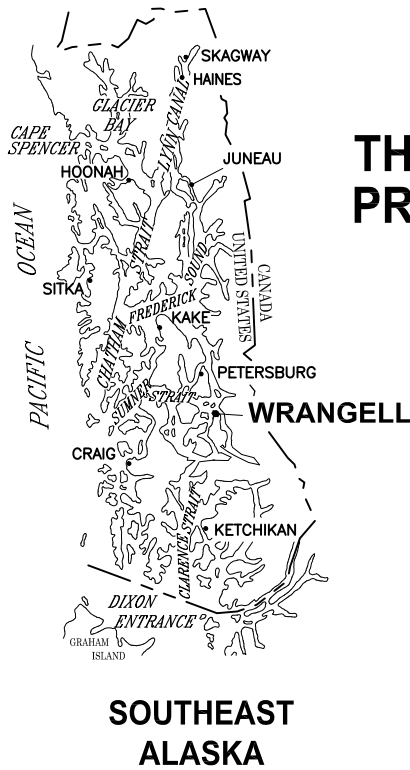 SKAGWAY
HAINES
GLACIER
BAY
LYNN CANAL
CAPE
SPENCER
TH
PR
JUNEAU
HOONAH
PACIFIC OCEAN
CHATHAM STRAIT
SOUND
UNITED STATES
CANADA
SITKA
FREDERICK
KAKE
SUMNER STRAIT
PETERSBURG
WRANGELL
CRAIG
CLARENCE STRAIT
KETCHIKAN
DIXON
ENTRANCE
GRAHAM
ISLAND
SOUTHEAST
ALASKA